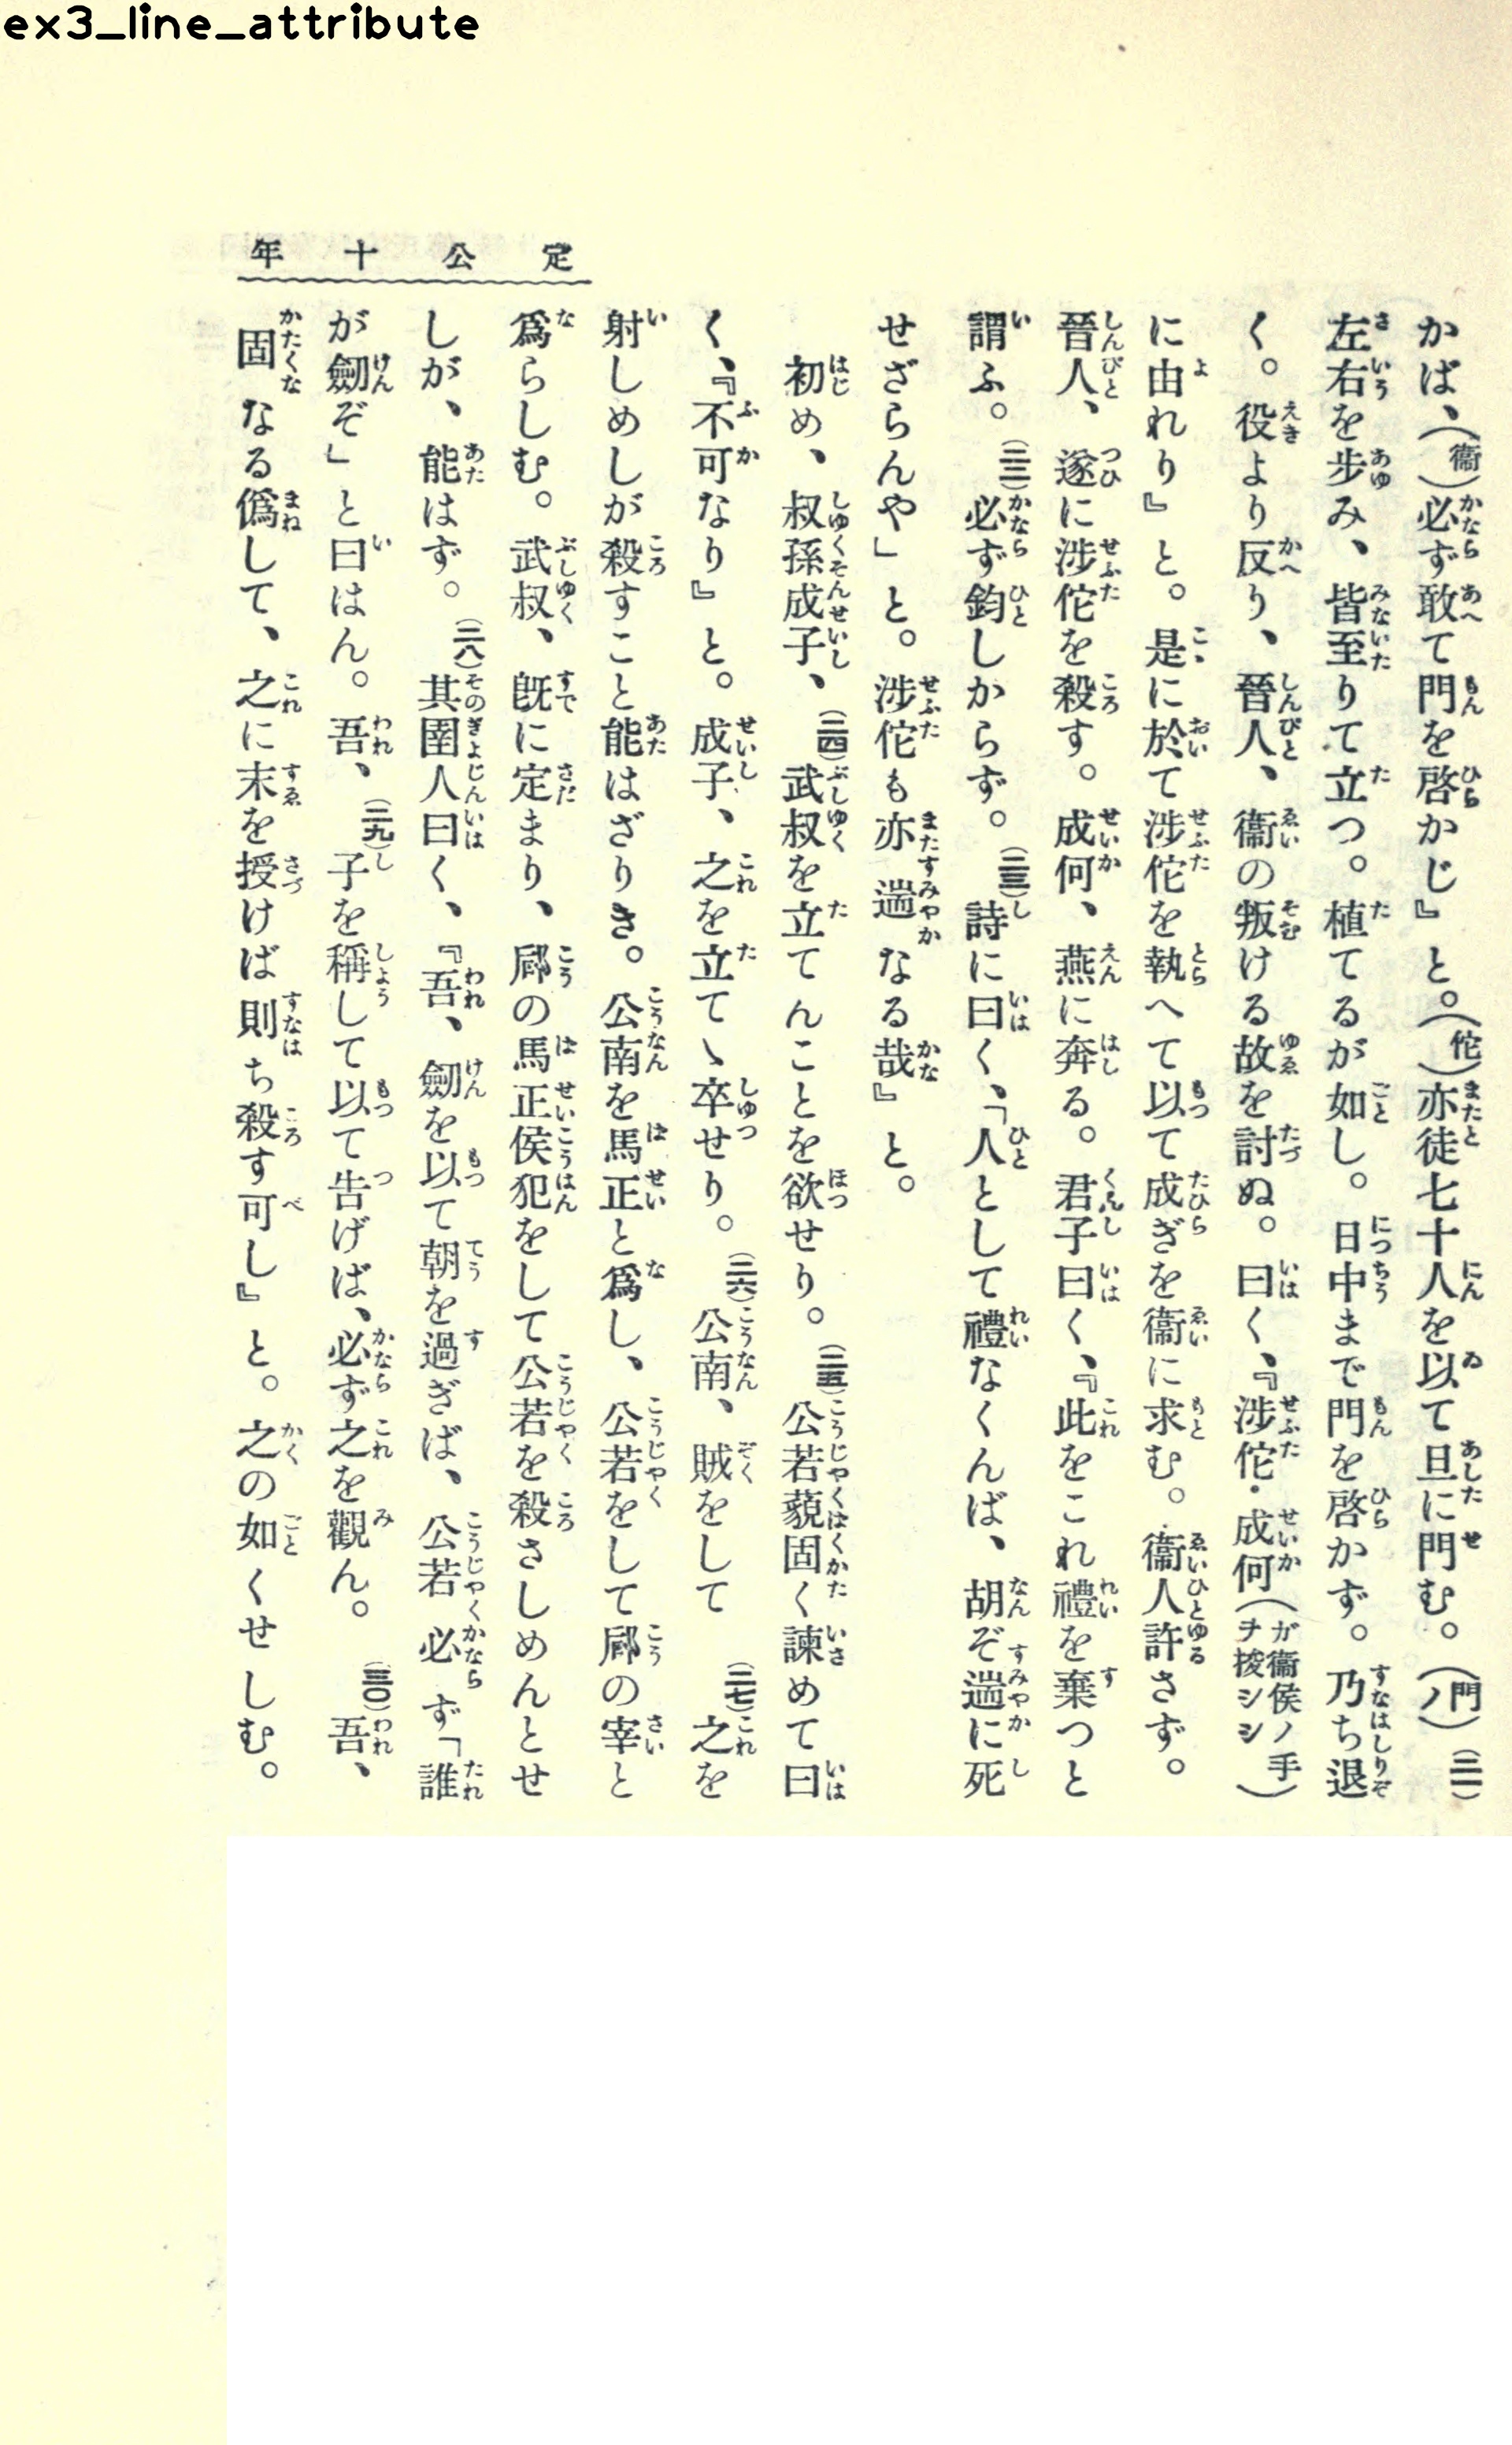 ex3_line_attribute
定公十年
かば、（衞）必ず敢て門を啓かじ』と。（佗）亦徒七十人を以て旦に門む。（門ノ）（二一）
左右を步み、皆至りて立つ。植てるが如し。日中まで門を啓かず。乃ち退
く。役より反り、晉人、衞の叛ける故を討ぬ。曰く、『涉佗・成何（ガ衞侯ノ手ヲ捘シシ）
に由れり』と。是に於て涉佗を執へて以て成ぎを衞に求む。衞人許さず。
晉人、遂に涉佗を殺す。成何、燕に奔る。君子曰く、『此をこれ禮を棄つと
謂ふ。（二二）必ず鈞しからず。（二三）詩に曰く、「人として禮なくんば、胡ぞ遄に死
せざらんや」と。涉佗も亦遄なる哉』と。
初め、叔孫成子、（二四）武叔を立てんことを欲せり。（二五）公若藐固く諫めて曰
く、『不可なり』と。成子、之を立てゝ卒せり。（二六）公南、賊をして（二七）之を
射しめしが殺すこと能はざりき。公南を馬正と爲し、公若をして郈の宰と
爲らしむ。武叔、旣に定まり、郈の馬正侯犯をして公若を殺さしめんとせ
しが、能はず。（二八）其圉人曰く、『吾、劒を以て朝を過ぎば、公若必ず「誰
が劒ぞ」と曰はん。吾、（二九）子を稱して以て告げば、必ず之を觀ん。（三〇）吾、
固なる僞して、之に末を授けば則ち殺す可し』と。之の如くせしむ。